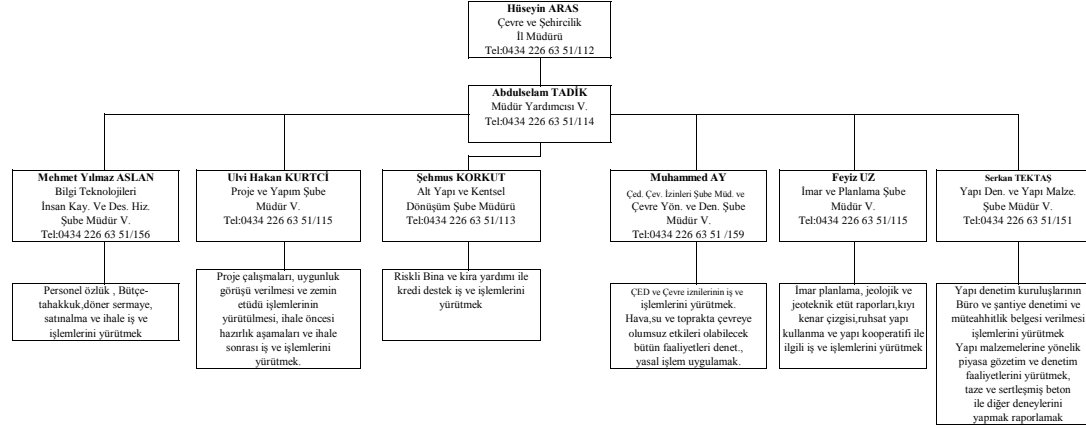 Hüseyin ARAS
Çevre ve Şehircilik
İl Müdürü
Tel:0434 226 63 51/112
Abdulselam TADİK
Müdür Yardımcısı V.
Tel:0434 226 63 51/114
Mehmet Yılmaz ASLAN
Bilgi Teknolojileri
İnsan Kay. Ve Des. Hiz.
Şube Müdür V.
Tel:0434 226 63 51/156
Ulvi Hakan KURTCİ
Proje ve Yapım Şube
Müdür V.
Tel:0434 226 63 51/115
Şehmus KORKUT
Alt Yapı ve Kentsel
Dönüşüm Şube Müdürü
Tel:0434 226 63 51/113
Muhammed AY
Çed. Çev. İzinleri Şube Müd. ve
Çevre Yön. ve Den. Şube
Müdür V.
Tel:0434 226 63 51 /159
Feyiz UZ
İmar ve Planlama Şube
Müdür V.
Tel:0434 226 63 51/115
Serkan TEKTAŞ
Yapı Den. ve Yapı Malze.
Şube Müdür V.
Tel:0434 226 63 51/151
Personel özlük , Bütçe-
tahakkuk,döner sermaye,
satınalma ve ihale iş ve
işlemlerini yürütmek
Proje çalışmaları, uygunluk
görüşü verilmesi ve zemin
etüdü işlemlerinin
yürütülmesi, ihale öncesi
hazırlık aşamaları ve ihale
sonrası iş ve işlemlerini
yürütmek.
Riskli Bina ve kira yardımı ile
kredi destek iş ve işlemlerini
yürütmek
ÇED ve Çevre iznilerinin iş ve
işlemlerini yürütmek.
Hava,su ve toprakta çevreye
olumsuz etkileri olabilecek
bütün faaliyetleri denet.,
yasal işlem uygulamak.
İmar planlama, jeolojik ve
jeoteknik etüt raporları,kıyı
kenar çizgisi,ruhsat yapı
kullanma ve yapı kooperatifi ile
ilgili iş ve işlemlerini yürütmek
Yapı denetim kuruluşlarının
Büro ve şantiye denetimi ve
müteahhitlik belgesi verilmesi
işlemlerini yürütmek
Yapı malzemelerine yönelik
piyasa gözetim ve denetim
faaliyetlerini yürütmek,
taze ve sertleşmiş beton
ile diğer deneylerini
yapmak raporlamak